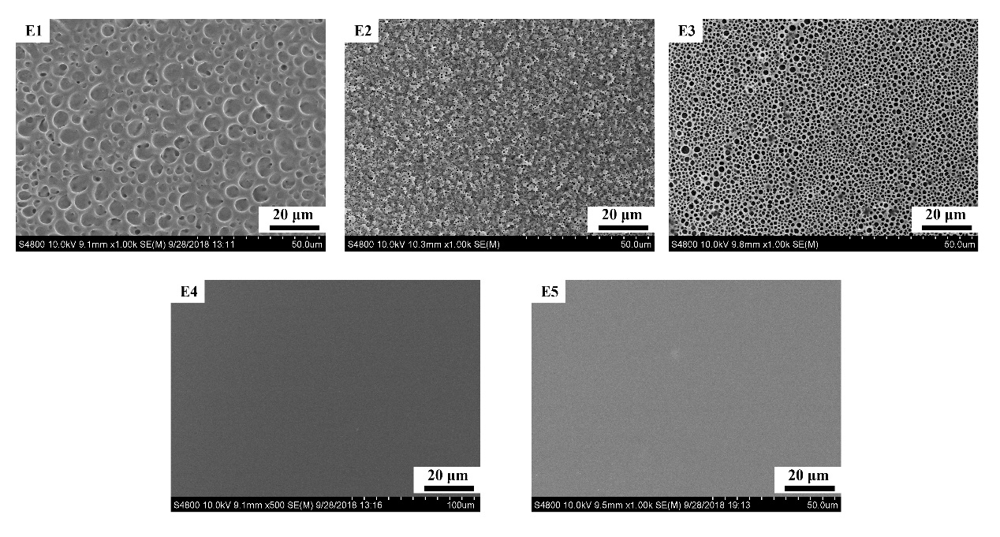 E1
E2
E3
20 μm
20 μm
20 μm
S4800 10.0kV 9.1mm x1.00k SE(M) 9/28/2018 13:11 50.0um
S4800 10.0kV 10.3mm x1.00k SE(M) 50.0um
S4800 10.0kV 9.8mm x1.00k SE(M) 50.0um
E4
E5
20 μm
20 μm
S4800 10.0kV 9.1mm x500 SE(M) 9/28/2018 13:16 100um
S4800 10.0kV 9.5mm x1.00k SE(M) 9/28/2018 19:13 50.0um